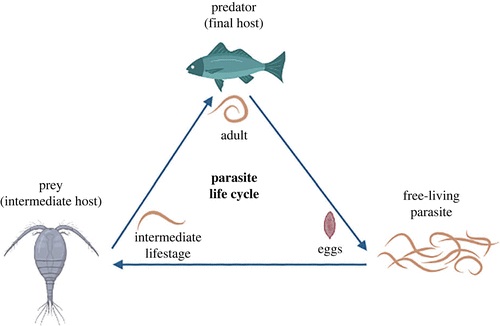 predator
(final host)
adult
parasite
life cycle
prey
(intermediate host)
intermediate
lifestage
eggs
free-living
parasite